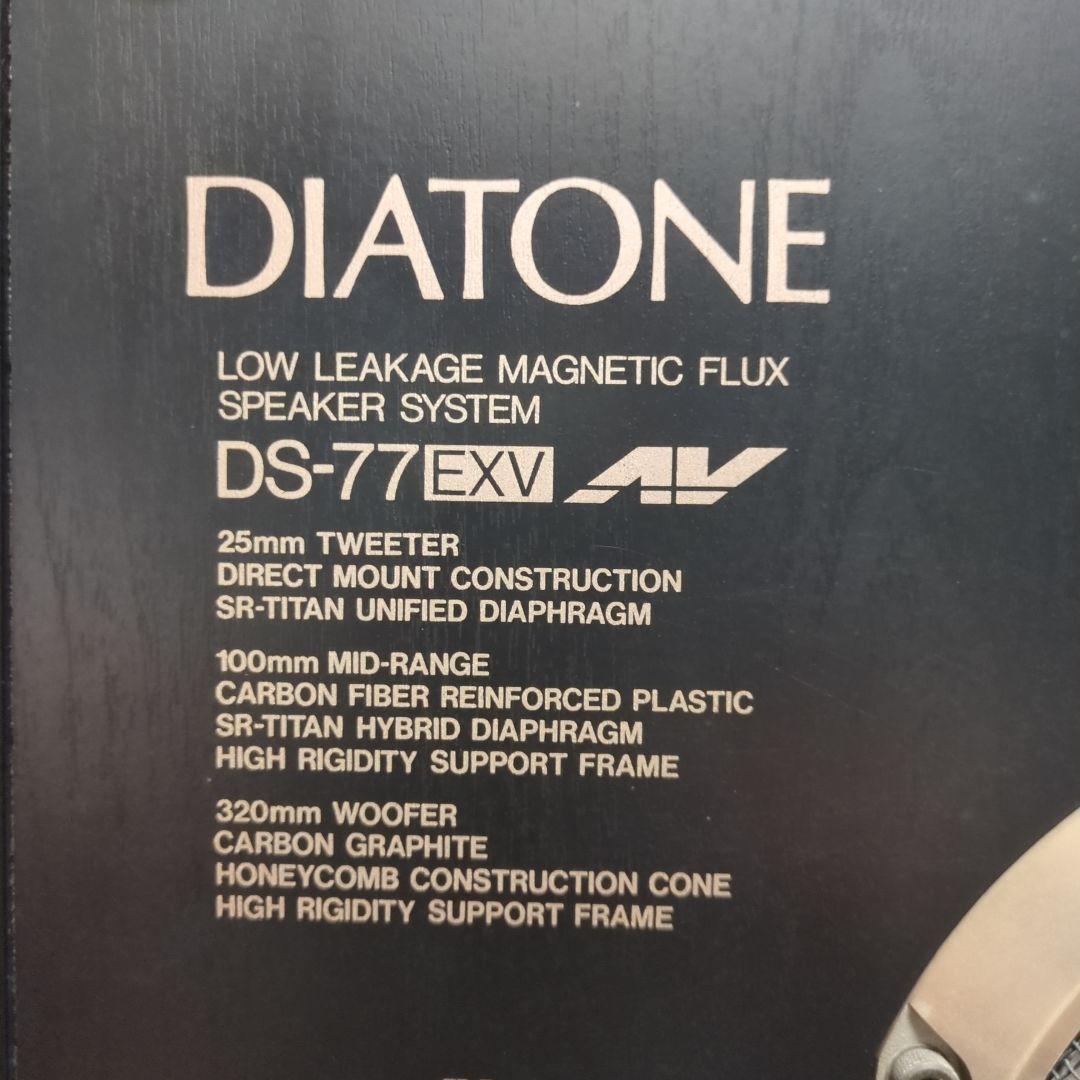 DIATONE
LOW LEAKAGE MAGNETIC FLUX
SPEAKER SYSTEM
DS-77EXV AV
25mm TWEETER
DIRECT MOUNT CONSTRUCTION
SR-TITAN UNIFIED DIAPHRAGM
100mm MID-RANGE
CARBON FIBER REINFORCED PLASTIC
SR-TITAN HYBRID DIAPHRAGM
HIGH RIGIDITY SUPPORT FRAME
320mm WOOFER
CARBON GRAPHITE
HONEYCOMB CONSTRUCTION CONE
HIGH RIGIDITY SUPPORT FRAME